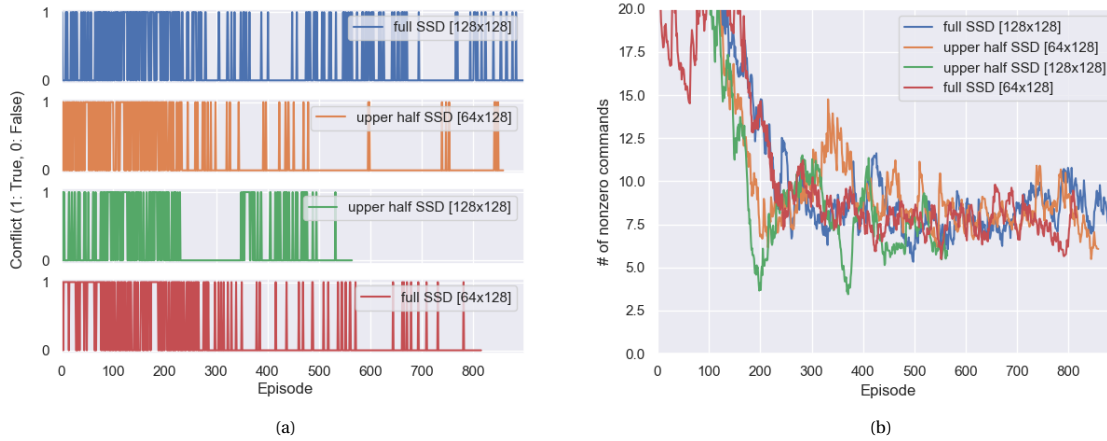 Conflict (1: True, 0: False)
1
full SSD [128x128]
0
1
upper half SSD [64x128]
0
1
upper half SSD [128x128]
0
1
full SSD [64x128]
0
0 100 200 300 400 500 600 700 800
Episode
(a)
# of nonzero commands
20.0
17.5
15.0
12.5
10.0
7.5
5.0
2.5
0.0
full SSD [128x128]
upper half SSD [64x128]
upper half SSD [128x128]
full SSD [64x128]
0 100 200 300 400 500 600 700 800
Episode
(b)